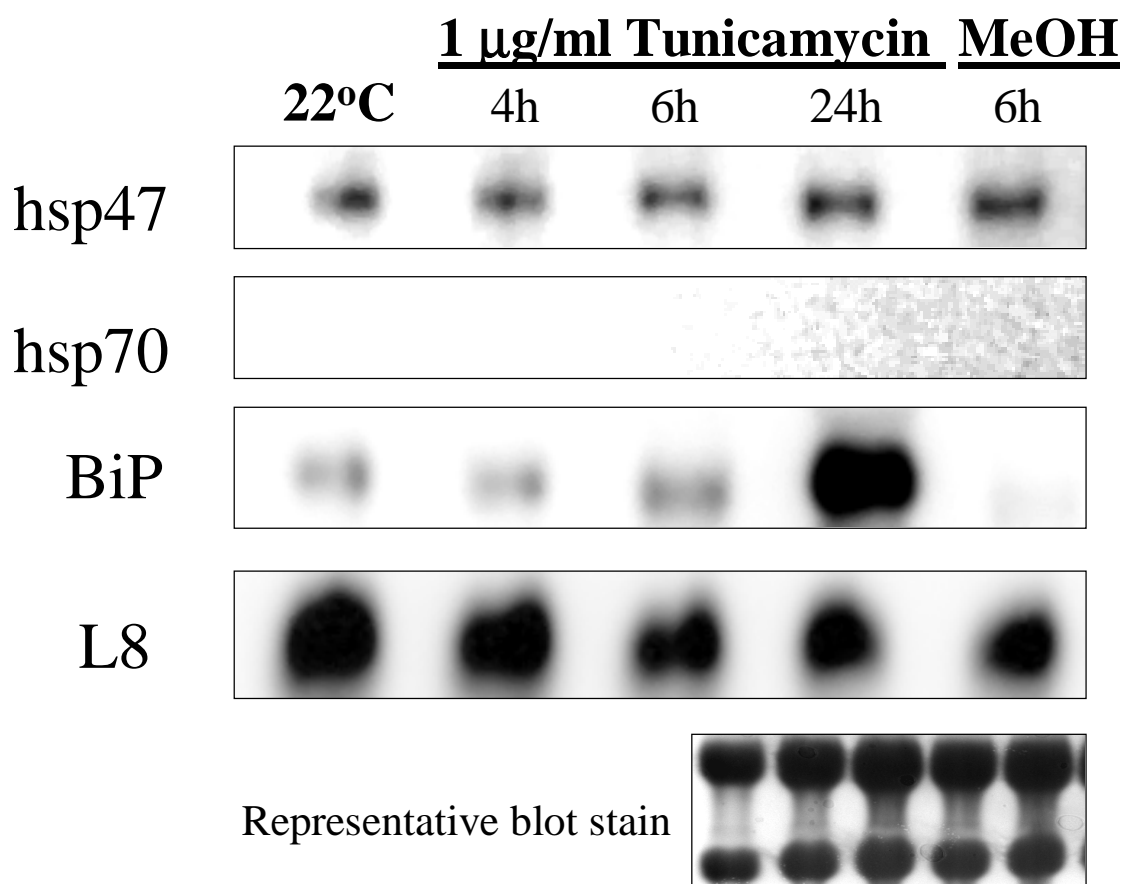 1 μg/ml Tunicamycin MeOH
22°C 4h 6h 24h 6h
hsp47
hsp70
BiP
L8
Representative blot stain